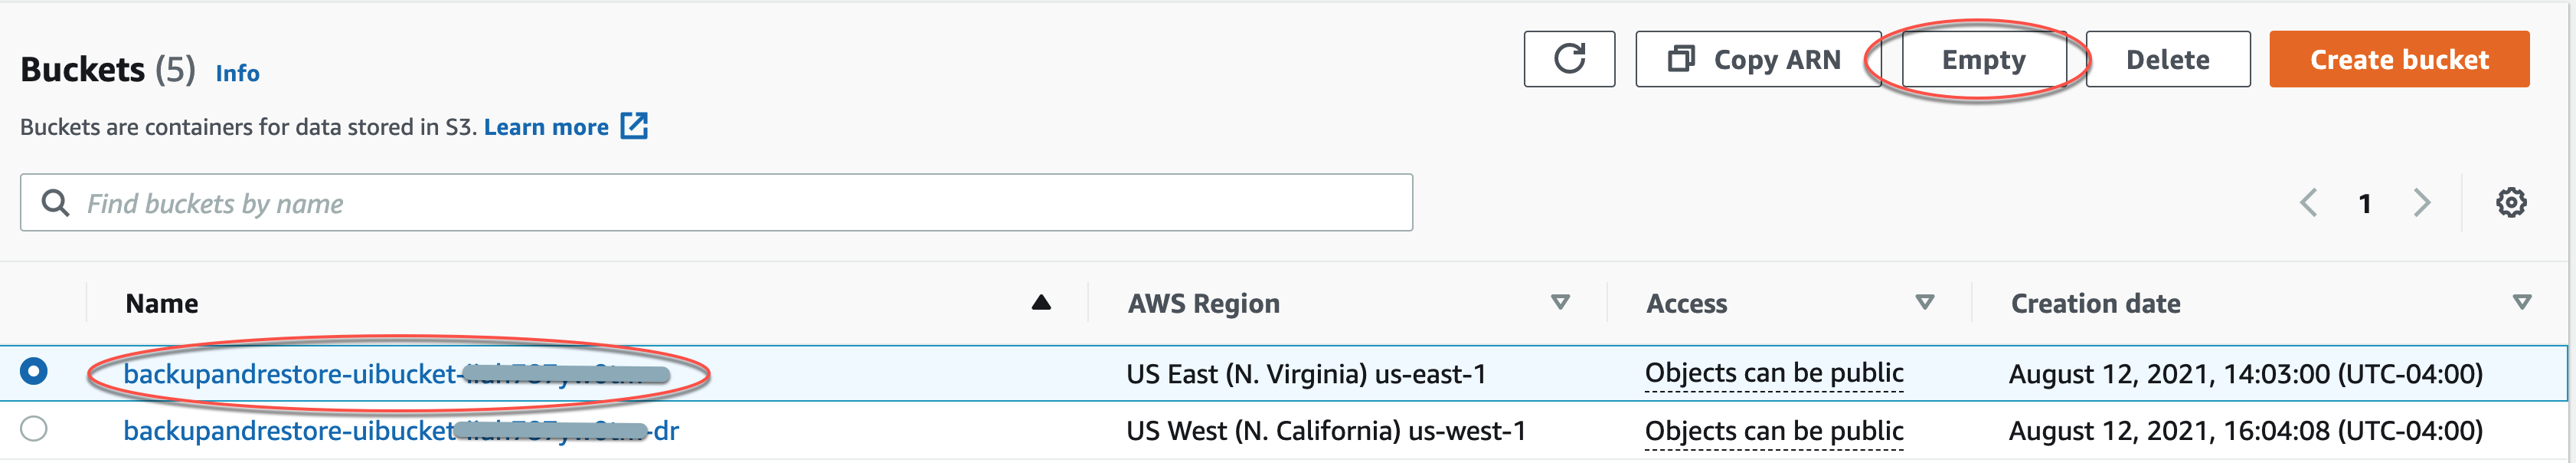 Buckets (5) Info
Copy ARN Empty Delete Create bucket
Buckets are containers for data stored in S3. Learn more
Find buckets by name
1
Name AWS Region Access Creation date
backupandrestore-uibucket- US East (N. Virginia) us-east-1 Objects can be public August 12, 2021, 14:03:00 (UTC-04:00)
backupandrestore-uibucket -dr US West (N. California) us-west-1 Objects can be public August 12, 2021, 16:04:08 (UTC-04:00)